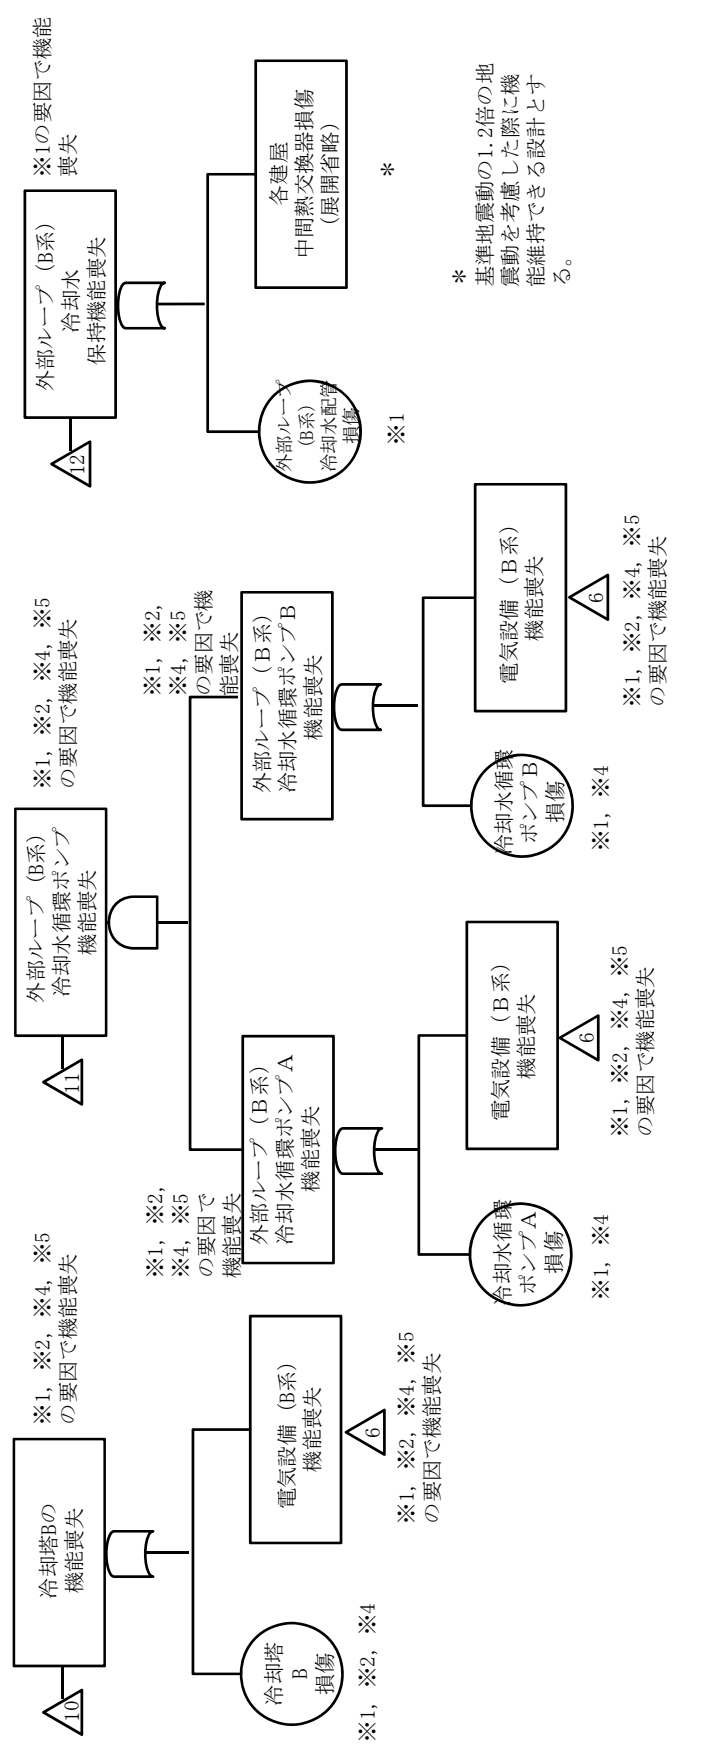 冷却塔Bの
機能喪失
10
※1, ※2, ※4, ※5
の要因で機能喪失
冷却塔
B
損傷
※1, ※2, ※4
電気設備（B系）
機能喪失
6
※1, ※2, ※4, ※5
の要因で機能喪失
外部ループ（B系）
冷却水循環ポンプ
機能喪失
11
※1, ※2, ※4, ※5
の要因で機能喪失
外部ループ（B系）
冷却水循環ポンプA
機能喪失
※1, ※2,
※4, ※5
の要因で
機能喪失
冷却水循環
ポンプA
損傷
※1, ※4
電気設備（B系）
機能喪失
6
※1, ※2, ※4, ※5
の要因で機能喪失
外部ループ（B系）
冷却水循環ポンプB
機能喪失
※1, ※2,
※4, ※5
の要因で機
能喪失
冷却水循環
ポンプB
損傷
※1, ※4
電気設備（B系）
機能喪失
6
※1, ※2, ※4, ※5
の要因で機能喪失
外部ループ（B系）
冷却水
保持機能喪失
12
※1の要因で機能
喪失
外部ループ
（B系）
冷却水配管
損傷
※1
各建屋
中間熱交換器損傷
（展開省略）
*
*
基準地震動の1.2倍の地
震動を考慮した際に機
能維持できる設計とす
る。